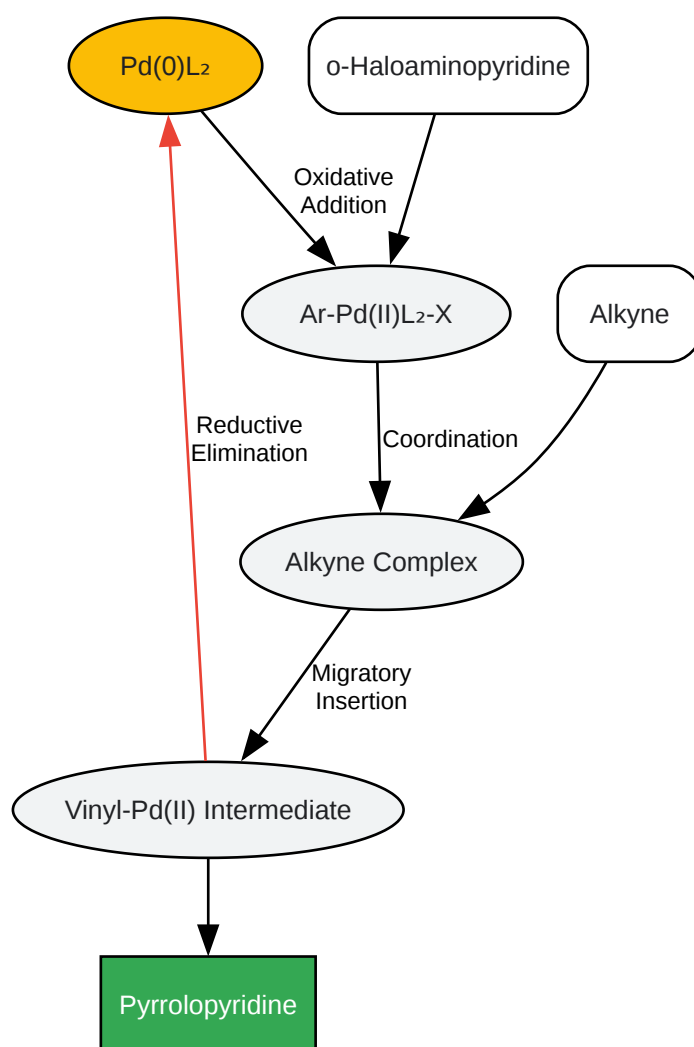 Pd(0)L₂
o-Haloaminopyridine
Oxidative
Addition
Ar-Pd(II)L₂-X
Alkyne
Reductive
Elimination
Coordination
Alkyne Complex
Migratory
Insertion
Vinyl-Pd(II) Intermediate
Pyrrolopyridine